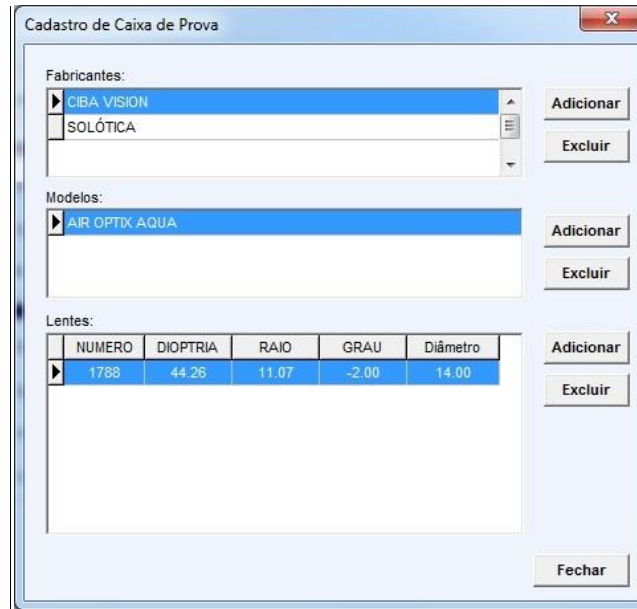 Cadastro de Caixa de Prova
Fabricantes:
CIBA VISION
SOLÓTICA
Adicionar
Excluir
Modelos:
AIR OPTIX AQUA
Adicionar
Excluir
Lentes:
NUMERO DIOPTRIA RAIO GRAU Diâmetro
1788 44.26 11.07 -2.00 14.00
Adicionar
Excluir
Fechar